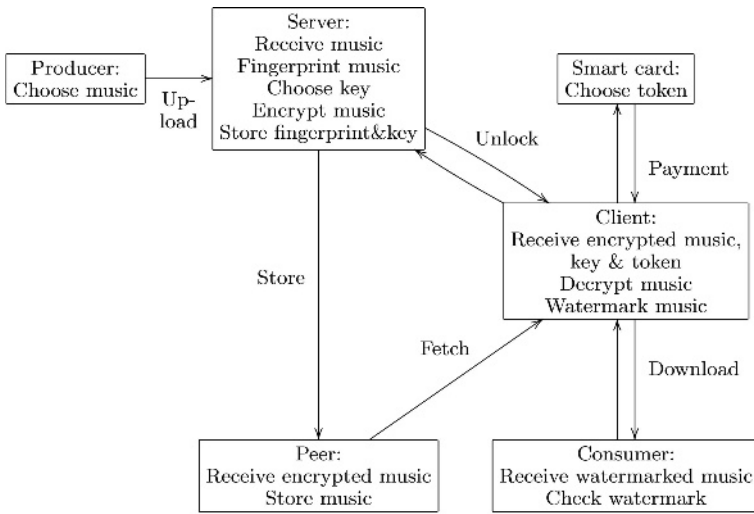 Server:
Receive music
Fingerprint music
Choose key
Encrypt music
Store fingerprint&key
Producer:
Choose music
Up-
load
Smart card:
Choose token
Unlock
Payment
Client:
Receive encrypted music,
key & token
Decrypt music
Watermark music
Store
Fetch
Download
Peer:
Receive encrypted music
Store music
Consumer:
Receive watermarked music
Check watermark